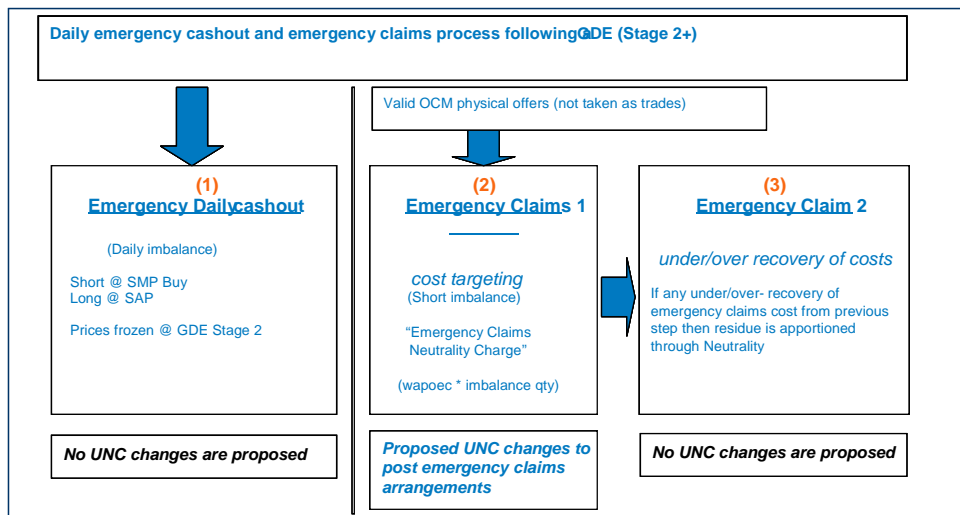 Daily emergency cashout and emergency claims process following a GDE (Stage 2+)
Valid OCM physical offers (not taken as trades)
(1)
Emergency Dailycashout
(Daily imbalance)
Short @ SMP Buy
Long @ SAP
Prices frozen @ GDE Stage 2
No UNC changes are proposed
(2)
Emergency Claims 1
cost targeting
(Short imbalance)
“Emergency Claims
Neutrality Charge”
(wapoec * imbalance qty)
Proposed UNC changes to
post emergency claims
arrangements
(3)
Emergency Claim 2
under/over recovery of costs
If any under/over- recovery of
emergency claims cost from previous
step then residue is apportioned
through Neutrality
No UNC changes are proposed